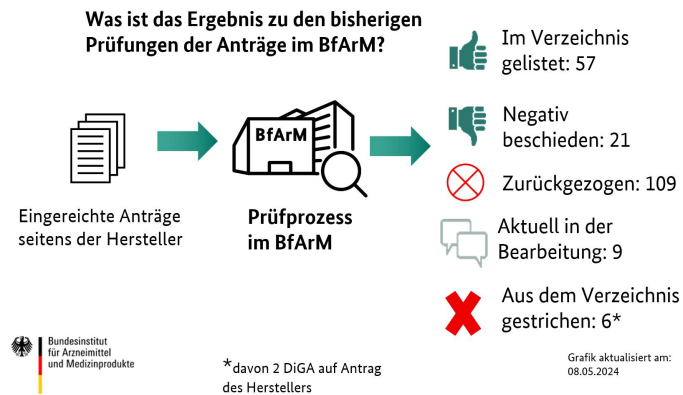 Was ist das Ergebnis zu den bisherigen
Prüfungen der Anträge im BfArM?
Im Verzeichnis
gelistet: 57
Negativ
beschieden: 21
Zurückgezogen: 109
Aktuell in der
Bearbeitung: 9
Aus dem Verzeichnis
gestrichen: 6*
BfArM
Eingereichte Anträge
seitens der Hersteller
Prüfprozess
im BfArM
Bundesinstitut
für Arzneimittel
und Medizinprodukte
*davon 2 DiGA auf Antrag
des Herstellers
Grafik aktualisiert am:
08.05.2024